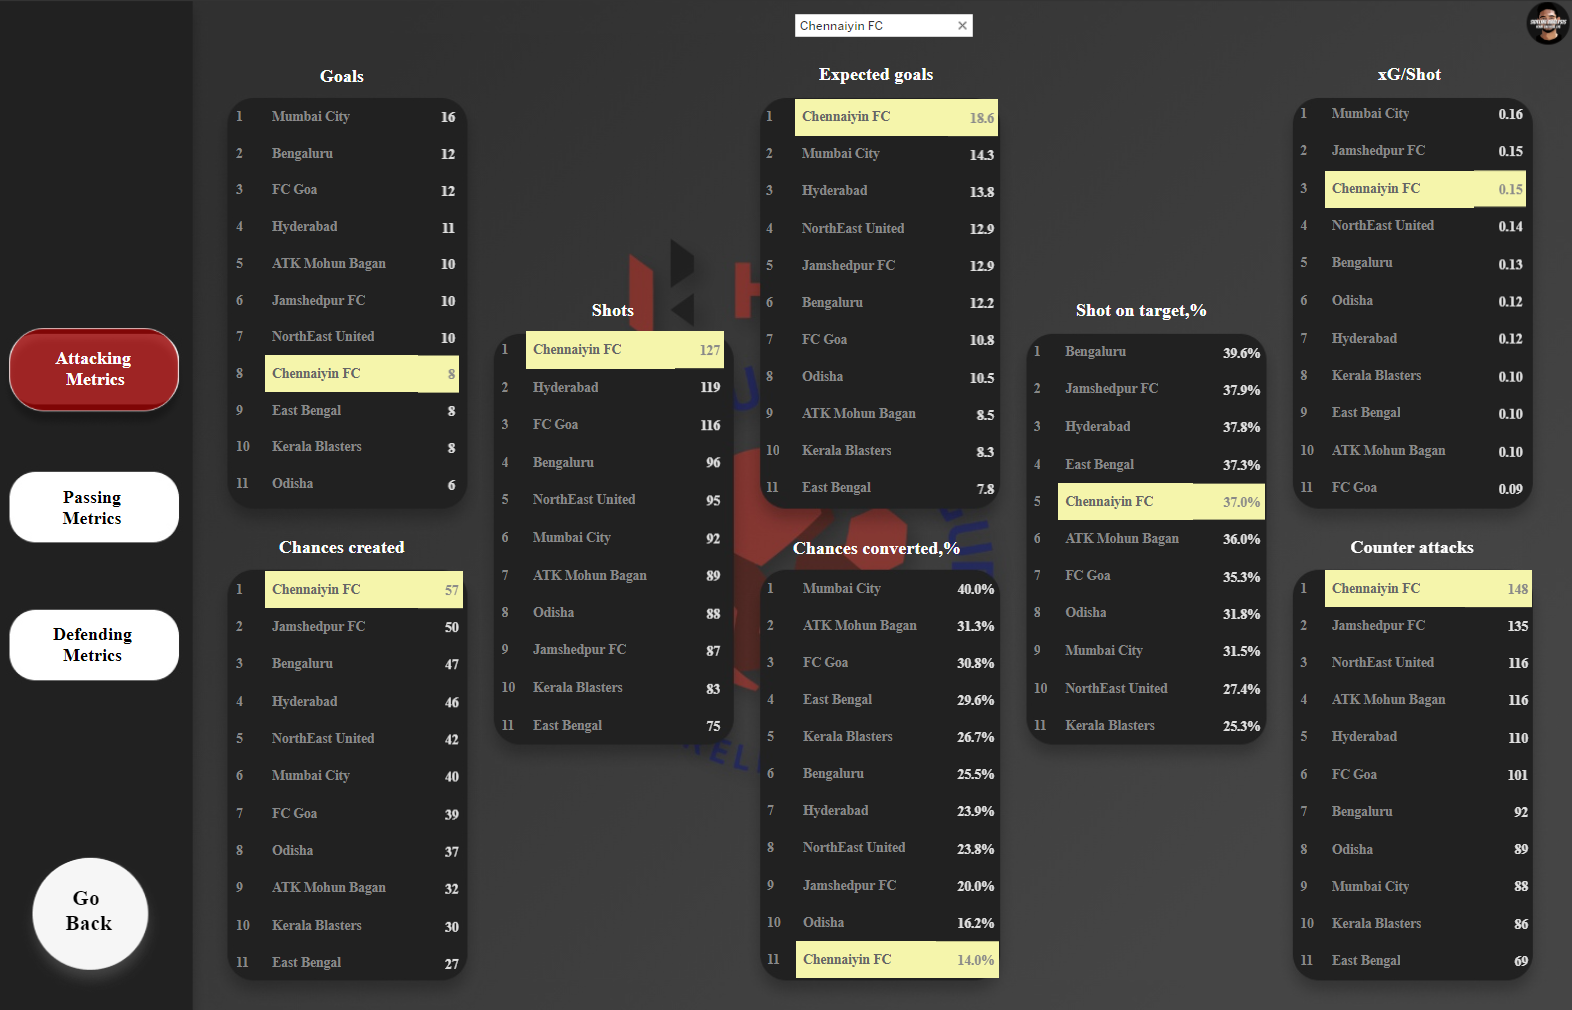 Chennaiyin FC
Goals
1 Mumbai City 16
2 Bengaluru 12
3 FC Goa 12
4 Hyderabad 11
5 ATK Mohun Bagan 10
6 Jamshedpur FC 10
7 NorthEast United 10
8 Chennaiyin FC 8
9 East Bengal 8
10 Kerala Blasters 8
11 Odisha 6
Chances created
1 Chennaiyin FC 57
2 Jamshedpur FC 50
3 Bengaluru 47
4 Hyderabad 46
5 NorthEast United 42
6 Mumbai City 40
7 FC Goa 39
8 Odisha 37
9 ATK Mohun Bagan 32
10 Kerala Blasters 30
11 East Bengal 27
Shots
1 Chennaiyin FC 127
2 Hyderabad 119
3 FC Goa 116
4 Bengaluru 96
5 NorthEast United 95
6 Mumbai City 92
7 ATK Mohun Bagan 89
8 Odisha 88
9 Jamshedpur FC 87
10 Kerala Blasters 83
11 East Bengal 75
Expected goals
1 Chennaiyin FC 18.6
2 Mumbai City 14.3
3 Hyderabad 13.8
4 NorthEast United 12.9
5 Jamshedpur FC 12.9
6 Bengaluru 12.2
7 FC Goa 10.8
8 Odisha 10.5
9 ATK Mohun Bagan 8.5
10 Kerala Blasters 8.3
11 East Bengal 7.8
Chances converted,%
1 Mumbai City 40.0%
2 ATK Mohun Bagan 31.3%
3 FC Goa 30.8%
4 East Bengal 29.6%
5 Kerala Blasters 26.7%
6 Bengaluru 25.5%
7 Hyderabad 23.9%
8 NorthEast United 23.8%
9 Jamshedpur FC 20.0%
10 Odisha 16.2%
11 Chennaiyin FC 14.0%
Shot on target,%
1 Bengaluru 39.6%
2 Jamshedpur FC 37.9%
3 Hyderabad 37.8%
4 East Bengal 37.3%
5 Chennaiyin FC 37.0%
6 ATK Mohun Bagan 36.0%
7 FC Goa 35.3%
8 Odisha 31.8%
9 Mumbai City 31.5%
10 NorthEast United 27.4%
11 Kerala Blasters 25.3%
xG/Shot
1 Mumbai City 0.16
2 Jamshedpur FC 0.15
3 Chennaiyin FC 0.15
4 NorthEast United 0.14
5 Bengaluru 0.13
6 Odisha 0.12
7 Hyderabad 0.12
8 Kerala Blasters 0.10
9 East Bengal 0.10
10 ATK Mohun Bagan 0.10
11 FC Goa 0.09
Counter attacks
1 Chennaiyin FC 148
2 Jamshedpur FC 135
3 NorthEast United 116
4 ATK Mohun Bagan 116
5 Hyderabad 110
6 FC Goa 101
7 Bengaluru 92
8 Odisha 89
9 Mumbai City 88
10 Kerala Blasters 86
11 East Bengal 69
Attacking
Metrics
Passing
Metrics
Defending
Metrics
Go
Back